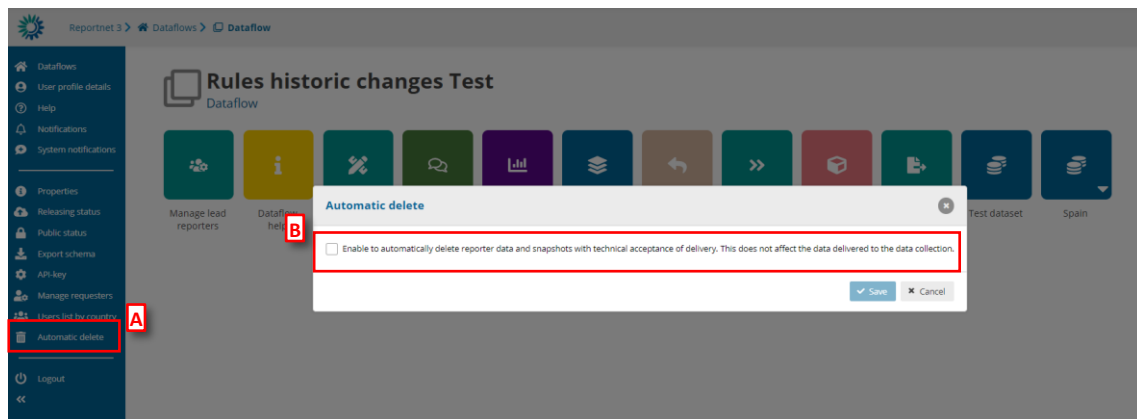 Reportnet 3 Dataflows Dataflow
Dataflows
User profile details
Help
Notifications
System notifications
Properties
Releasing status
Public status
Export schema
API-key
Manage requesters
Users list by country
Automatic delete
Logout
A
Rules historic changes Test
Dataflow
Manage lead
reporters
Dataflow
help
Test dataset
Spain
B
Automatic delete
Enable to automatically delete reporter data and snapshots with technical acceptance of delivery. This does not affect the data delivered to the data collection.
Save
Cancel